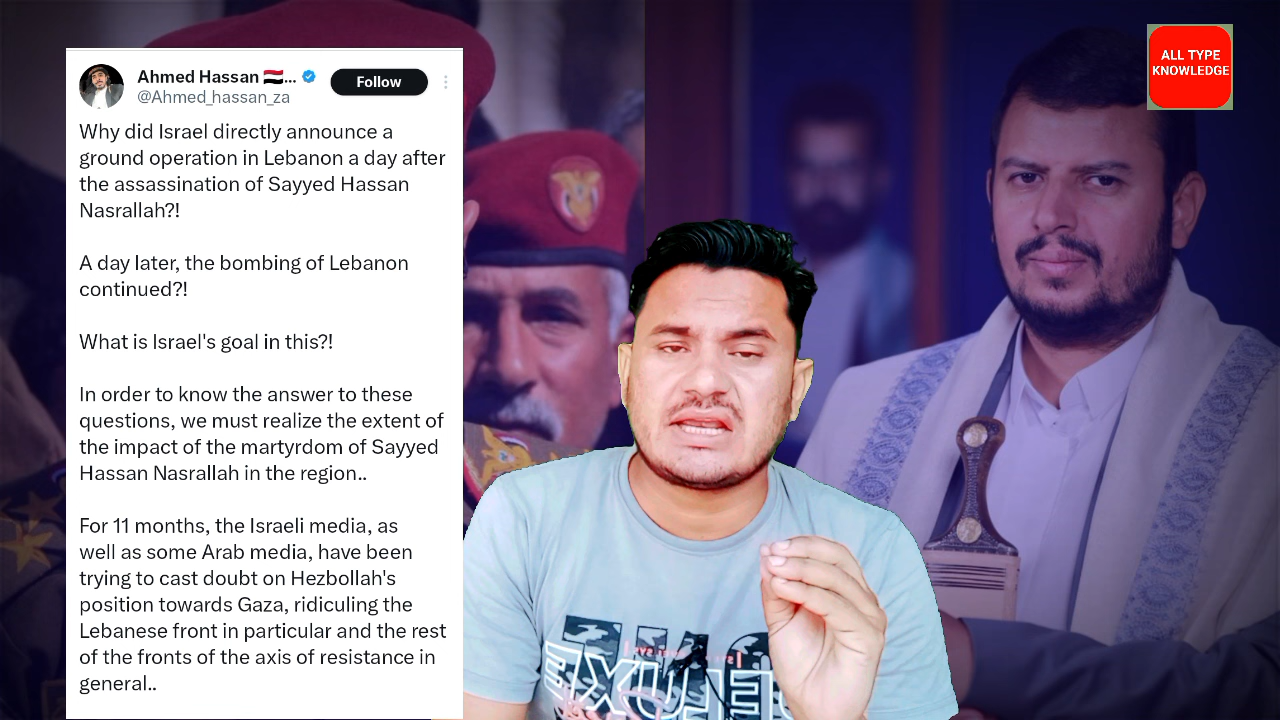 Ahmed Hassan 🇾🇪...
@Ahmed_hassan_za
Follow
Why did Israel directly announce a
ground operation in Lebanon a day after
the assassination of Sayyed Hassan
Nasrallah?!
A day later, the bombing of Lebanon
continued?!
What is Israel's goal in this?!
In order to know the answer to these
questions, we must realize the extent of
the impact of the martyrdom of Sayyed
Hassan Nasrallah in the region..
For 11 months, the Israeli media, as
well as some Arab media, have been
trying to cast doubt on Hezbollah's
position towards Gaza, ridiculing the
Lebanese front in particular and the rest
of the fronts of the axis of resistance in
general..
ALL TYPE
KNOWLEDGE